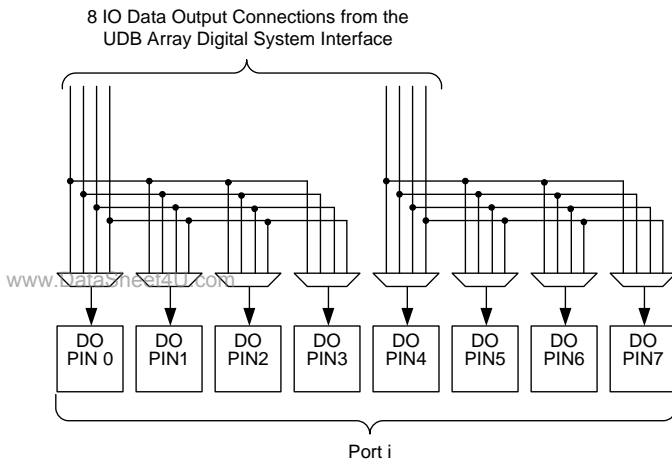 8 IO Data Output Connections from the
UDB Array Digital System Interface
www.DataSheet4U.com
DO
PIN 0
DO
PIN1
DO
PIN2
DO
PIN3
DO
PIN4
DO
PIN5
DO
PIN6
DO
PIN7
Port i